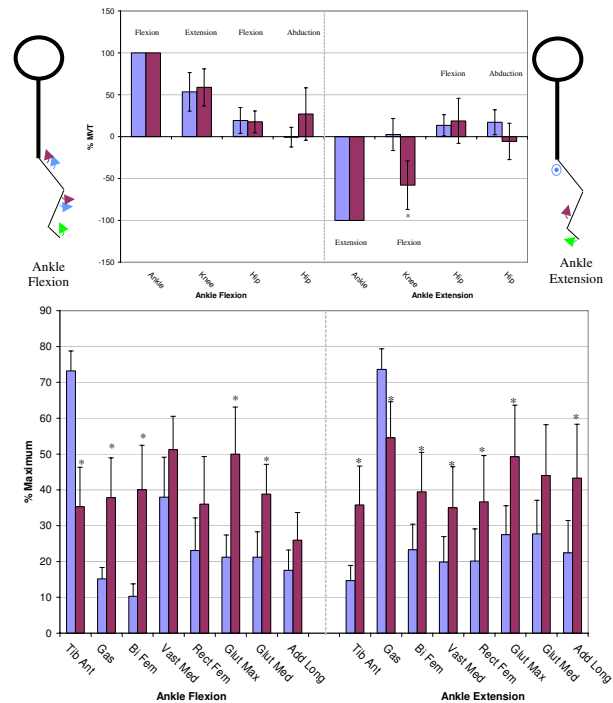 Flexion Extension Flexion Abduction
Flexion Abduction
Extension Flexion
*
150
100
50
0
-50
-100
-150
% MVT
Ankle Knee Hip Hip Ankle Knee Hip Hip
Ankle Flexion Ankle Extension
Ankle
Flexion
Ankle
Extension
90
80
70
60
50
40
30
20
10
0
% Maximum
* * * * * * * * * * * *
Tib Ant Gas Bi Fem Vast Med Rect Fem Glut Max Glut Med Add Long Tib Ant Gas Bi Fem Vast Med Rect Fem Glut Max Glut Med Add Long
Ankle Flexion Ankle Extension